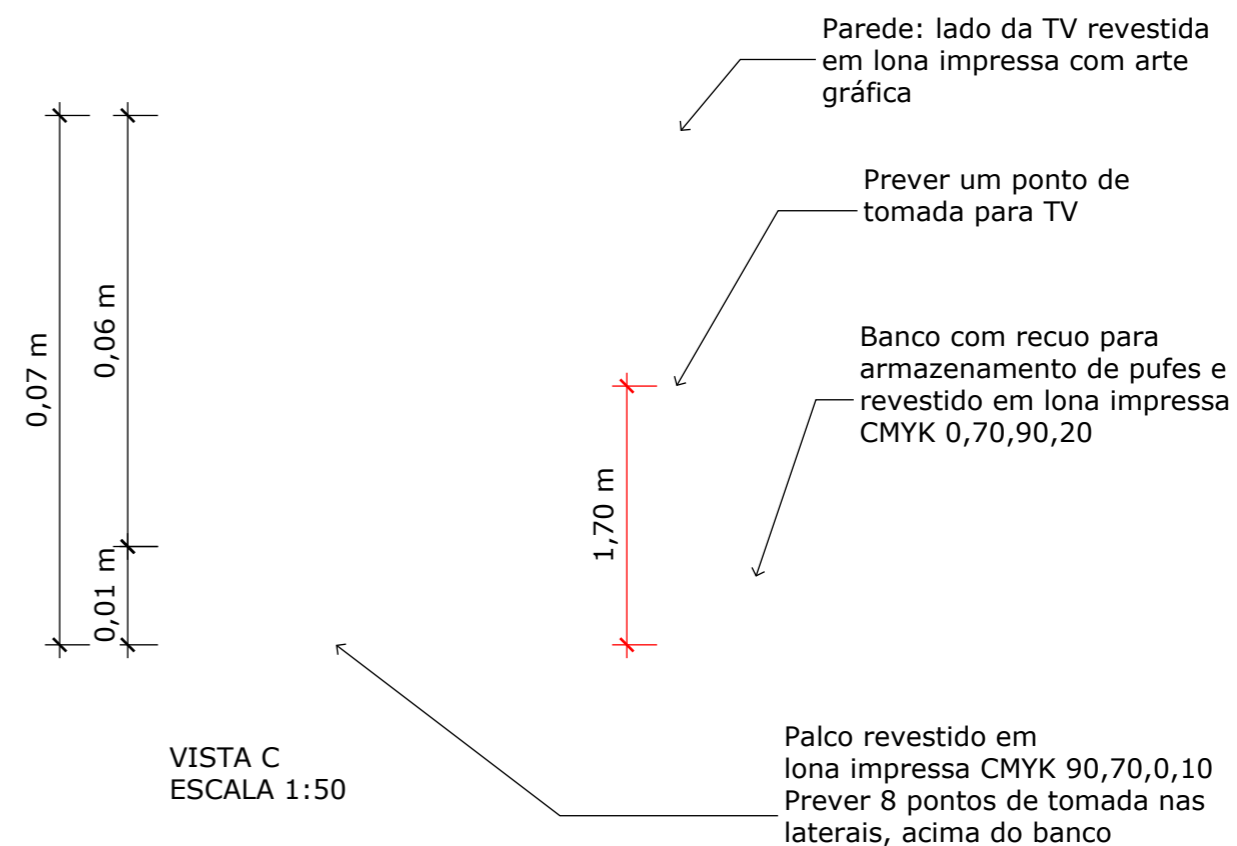 Parede: lado da TV revestida
em lona impressa com arte
gráfica
Prever um ponto de
tomada para TV
0,07 m
0,06 m
0,01 m
1,70 m
Banco com recuo para
armazenamento de pufes e
revestido em lona impressa
CMYK 0,70,90,20
VISTA C
ESCALA 1:50
Palco revestido em
lona impressa CMYK 90,70,0,10
Prever 8 pontos de tomada nas
laterais, acima do banco